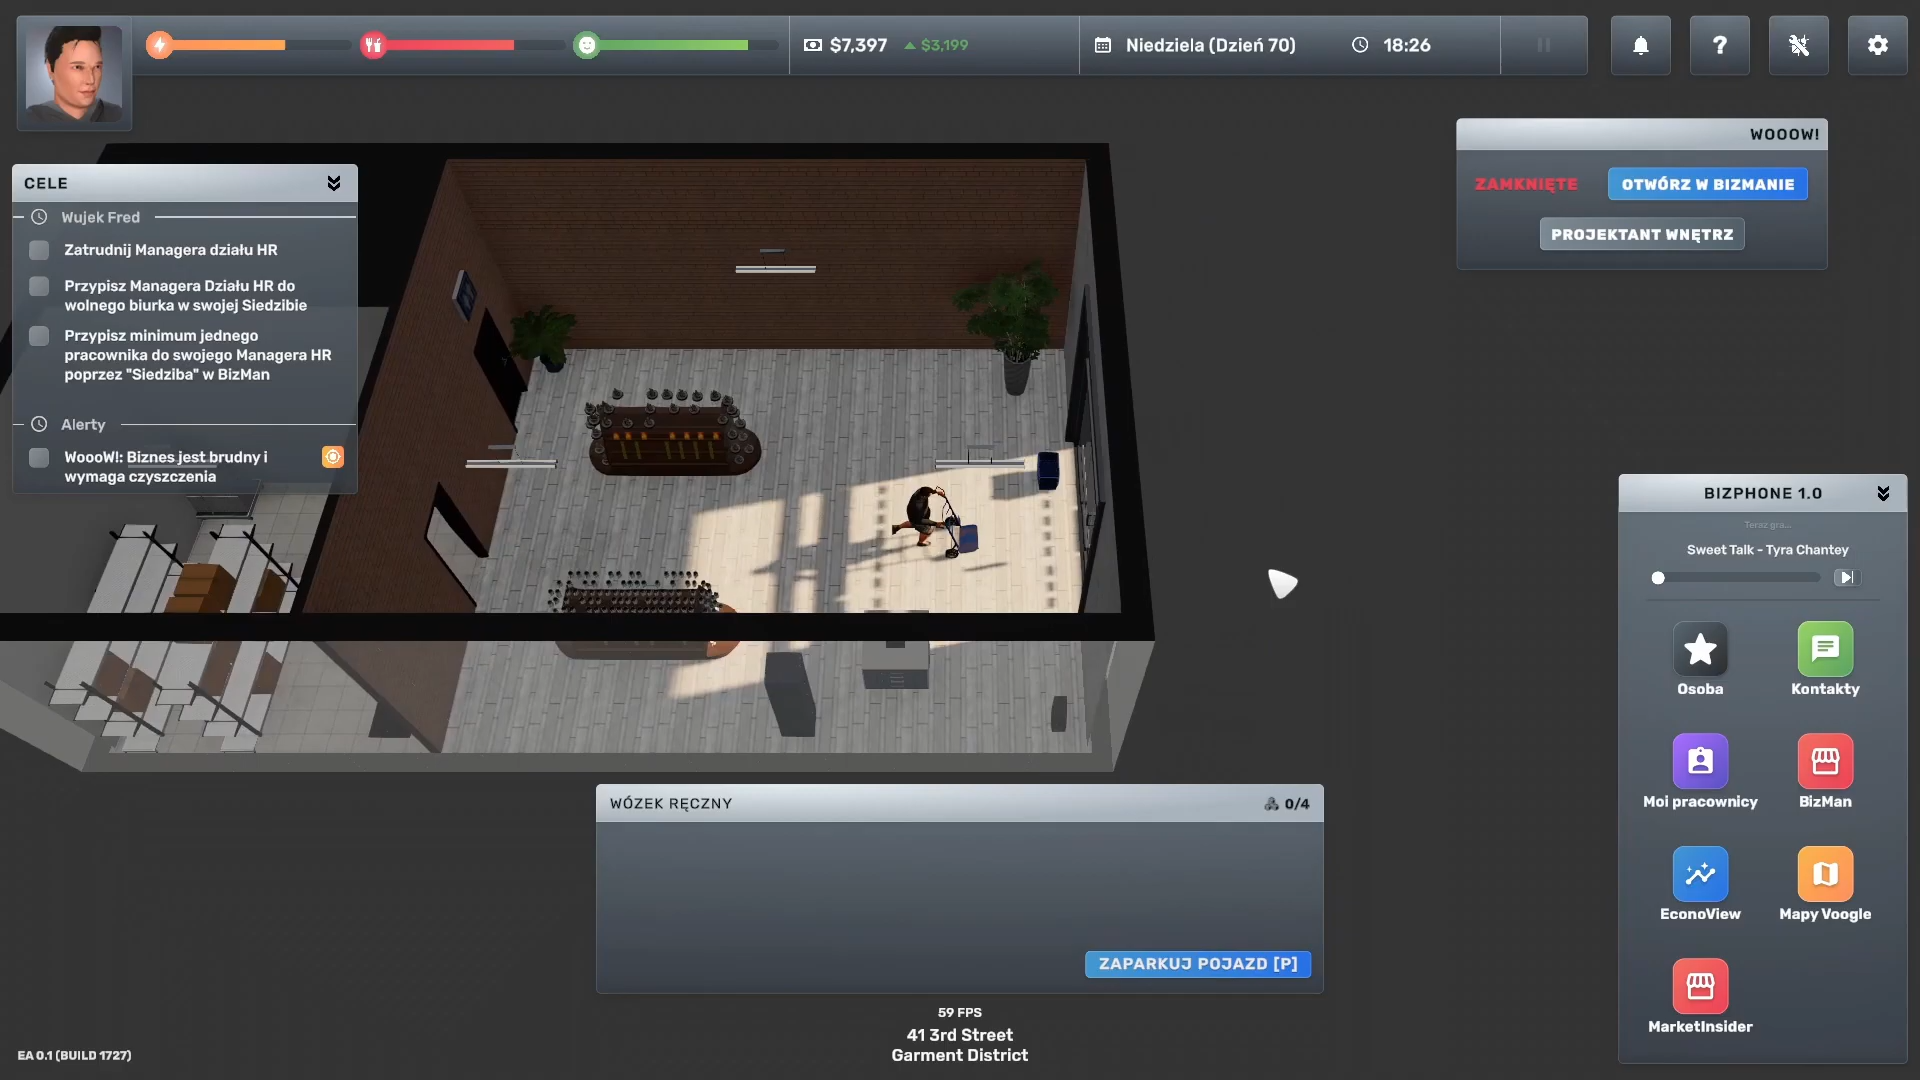 $7,397
$3,199
Niedziela (Dzień 70)
18:26
?
WOOOW!
ZAMKNIĘTE
OTWÓRZ W BIZMANIE
PROJEKTANT WNĘTRZ
CELE
Wujek Fred
Zatrudnij Managera działu HR
Przypisz Managera Działu HR do
wolnego biurka w swojej Siedzibie
Przypisz minimum jednego
pracownika do swojego Managera HR
poprzez "Siedziba" w BizMan
Alerty
WoooW!: Biznes jest brudny i
wymaga czyszczenia
BIZPHONE 1.0
Teraz gra...
Sweet Talk - Tyra Chantey
Osoba
Kontakty
Moi pracownicy
BizMan
EconoView
Mapy Voogle
MarketInsider
WÓZEK RĘCZNY
0/4
ZAPARKUJ POJAZD [P]
59 FPS
41 3rd Street
Garment District
EA 0.1 (BUILD 1727)